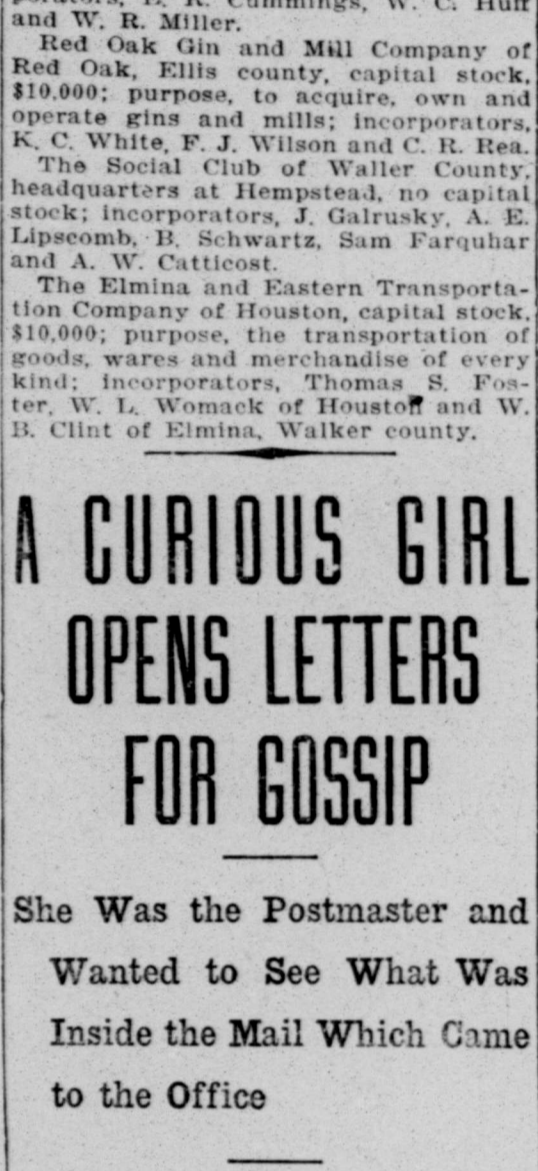 Cummings, W. C. Huff
and W. R. Miller.
Red Oak Gin and Mill Company of
Red Oak, Ellis county, capital stock,
$10.000; purpose, to acquire, own and
operate gins and mills; incorporators,
K. C. White, F. J. Wilson and C. R. Rea.
The Social Club of Waller County,
headquarters at Hempstead, no capital
stock; incorporators, J. Galrusky, A. E.
Lipscomb, B. Schwartz, Sam Farquhar
and A. W. Catticost.
The Elmina and Eastern Transporta-
tion Company of Houston, capital stock,
$10,000; purpose, the transportation of
goods, wares and merchandise of every
kind; incorporators, Thomas S. Fos-
ter, W. L. Womack of Houstoff and W.
B. Clint of Elmina, Walker county.
A CURIOUS GIRL
OPENS LETTERS
FOR GOSSIP
She Was the Postmaster and
Wanted to See What Was
Inside the Mail Which Came
to the Office